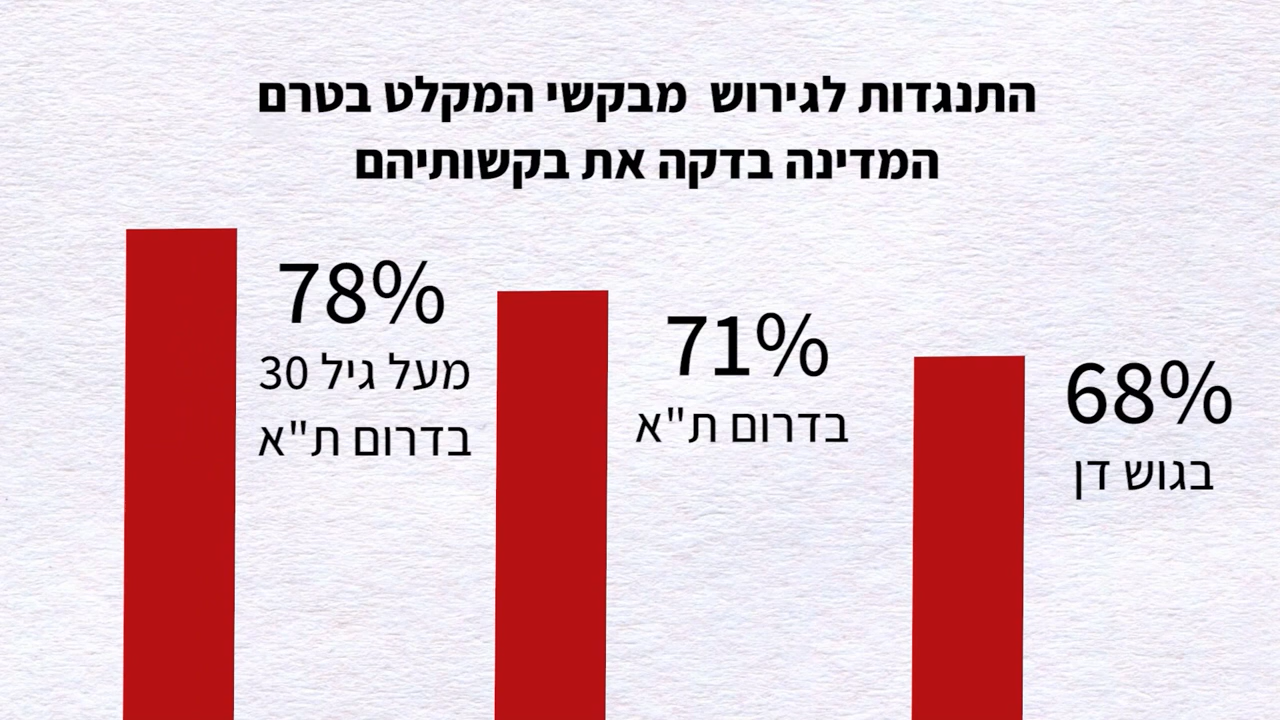 התנגדות לגירוש מבקשי המקלט בטרם
המדינה בדקה את בקשותיהם
68%
בגוש דן
71%
בדרום ת"א
78%
מעל גיל 30
בדרום ת"א